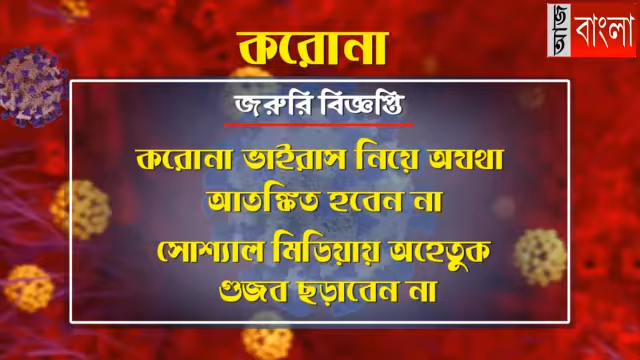 করোনা
আজ বাংলা
জরুরি বিজ্ঞপ্তি
করোনা ভাইরাস নিয়ে অযথা
আতঙ্কিত হবেন না
সোশ্যাল মিডিয়ায় অহেতুক
গুজব ছড়াবেন না